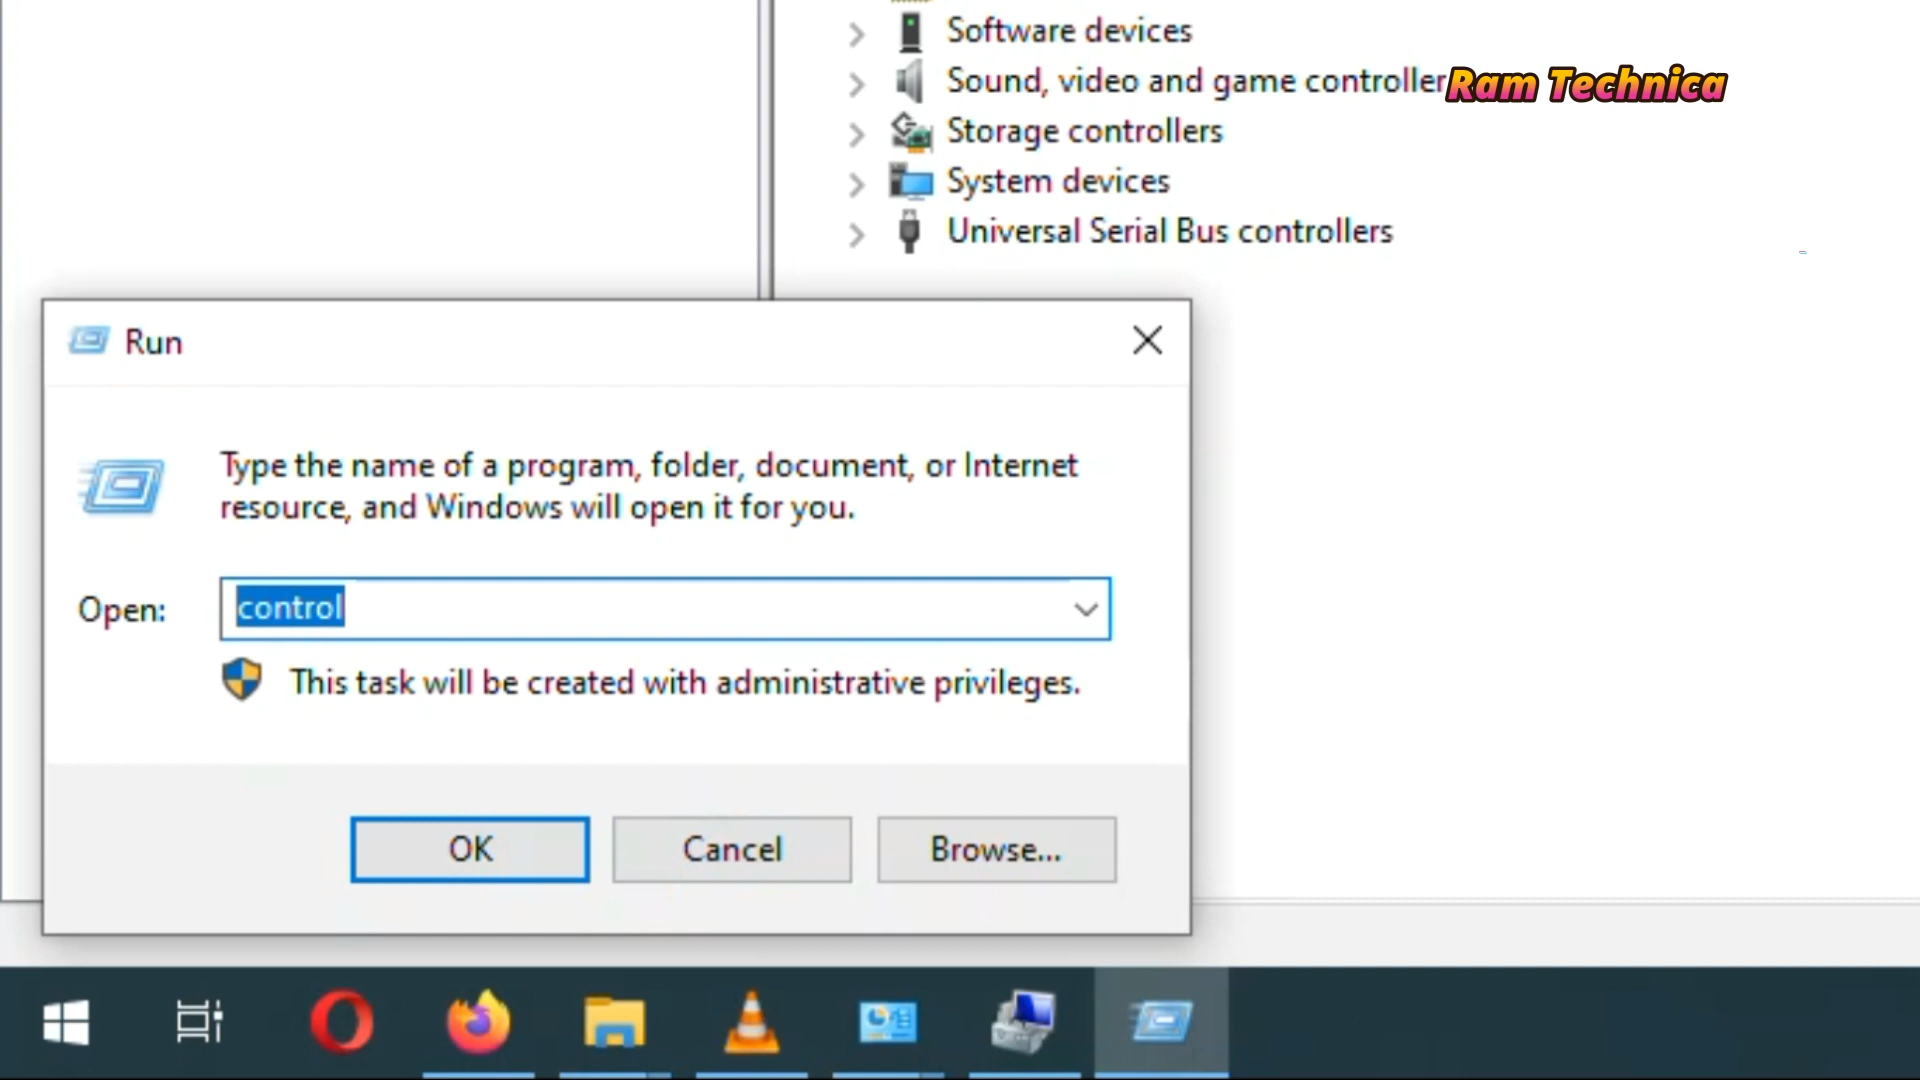 Software devices
Sound, video and game controller
Ram Technica
Storage controllers
System devices
Universal Serial Bus controllers
Run
Type the name of a program, folder, document, or Internet
resource, and Windows will open it for you.
Open:
control
This task will be created with administrative privileges.
OK
Cancel
Browse...